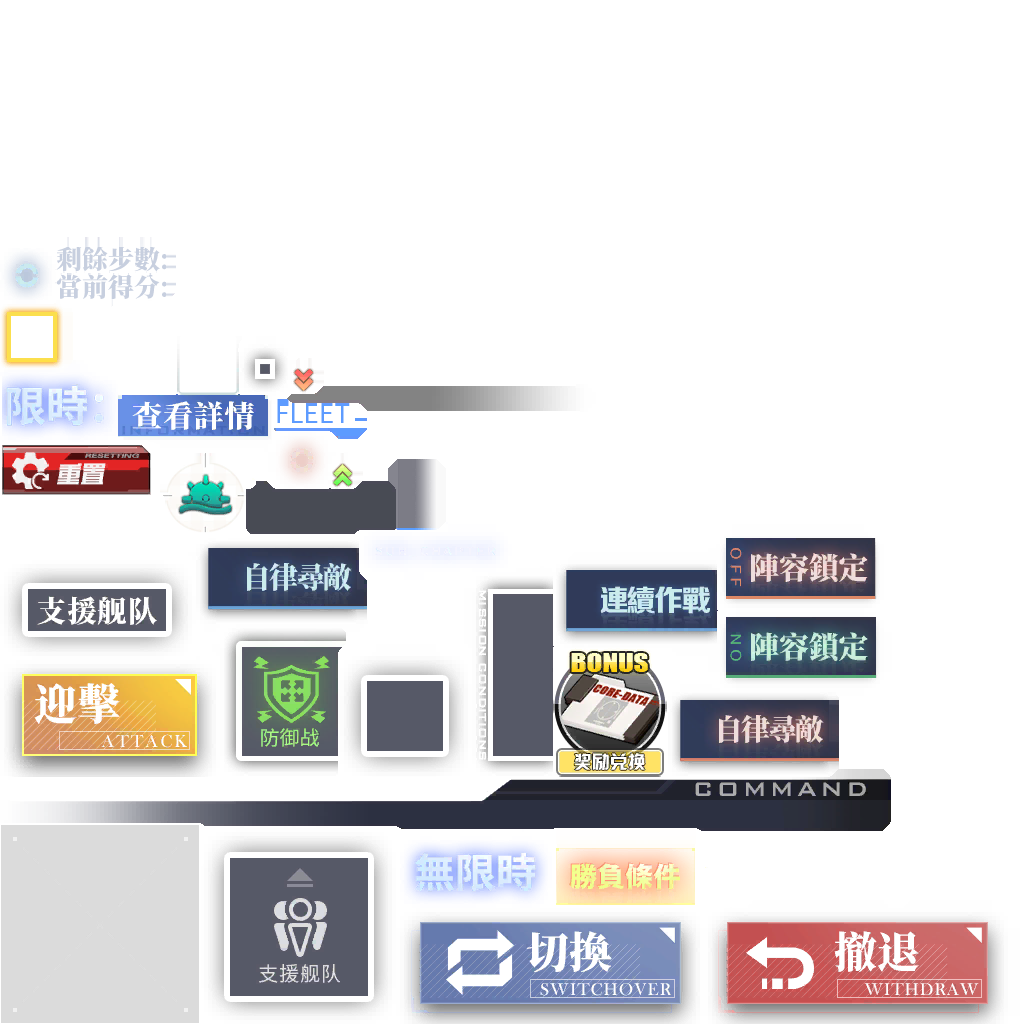 剩餘步數:
當前得分:
限時:
查看詳情
INFORMATION
FLEET
RESETTING
重置
自律尋敵
OFF
陣容鎖定
連續作戰
支援舰队
MISSION CONDITIONS
NO
陣容鎖定
BONUS
CORE-DATA
奖励兑换
迎擊
ATTACK
防御战
自律尋敵
COMMAND
無限時
勝負條件
支援舰队
切換
SWITCHOVER
撤退
WITHDRAW